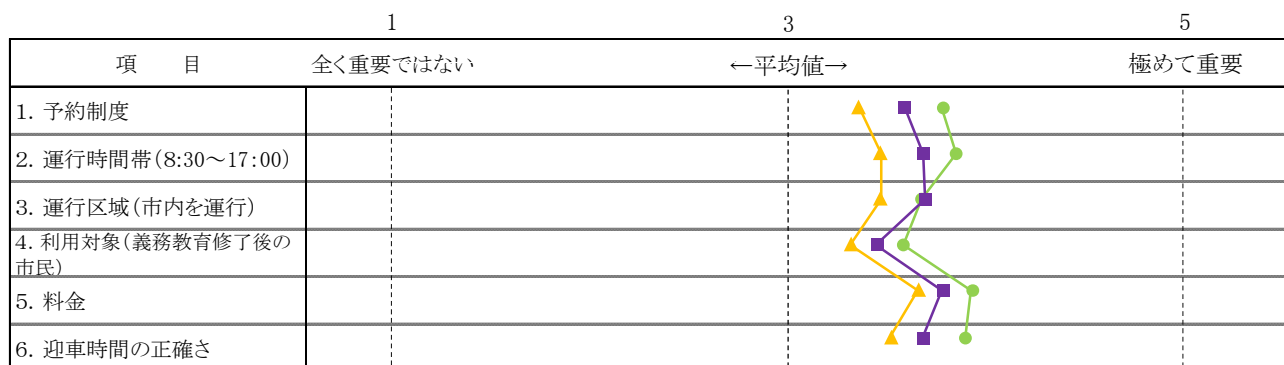 1 3 5
項　目 全く重要ではない ←平均値→ 極めて重要
1. 予約制度
2. 運行時間帯(8:30～17:00)
3. 運行区域(市内を運行)
4. 利用対象(義務教育修了後の
市民)
5. 料金
6. 迎車時間の正確さ